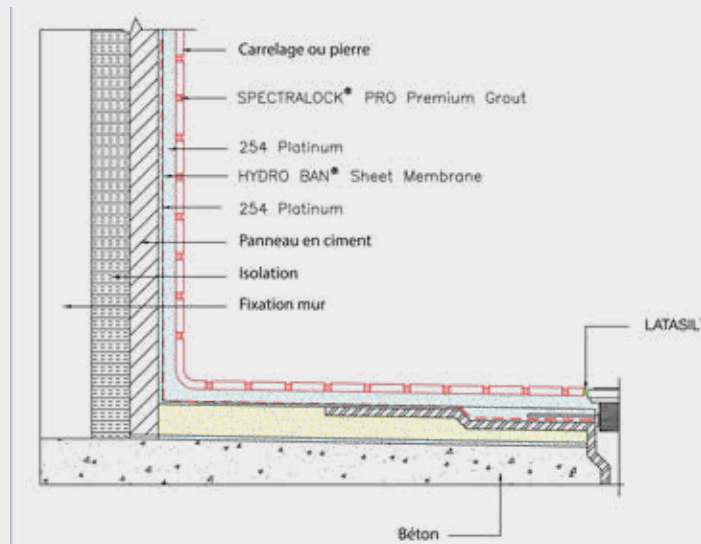 Carrelage ou pierre
SPECTRALOCK® PRO Premium Grout
254 Platinum
HYDRO BAN® Sheet Membrane
254 Platinum
Panneau en ciment
Isolation
Fixation mur
LATASIL
Béton